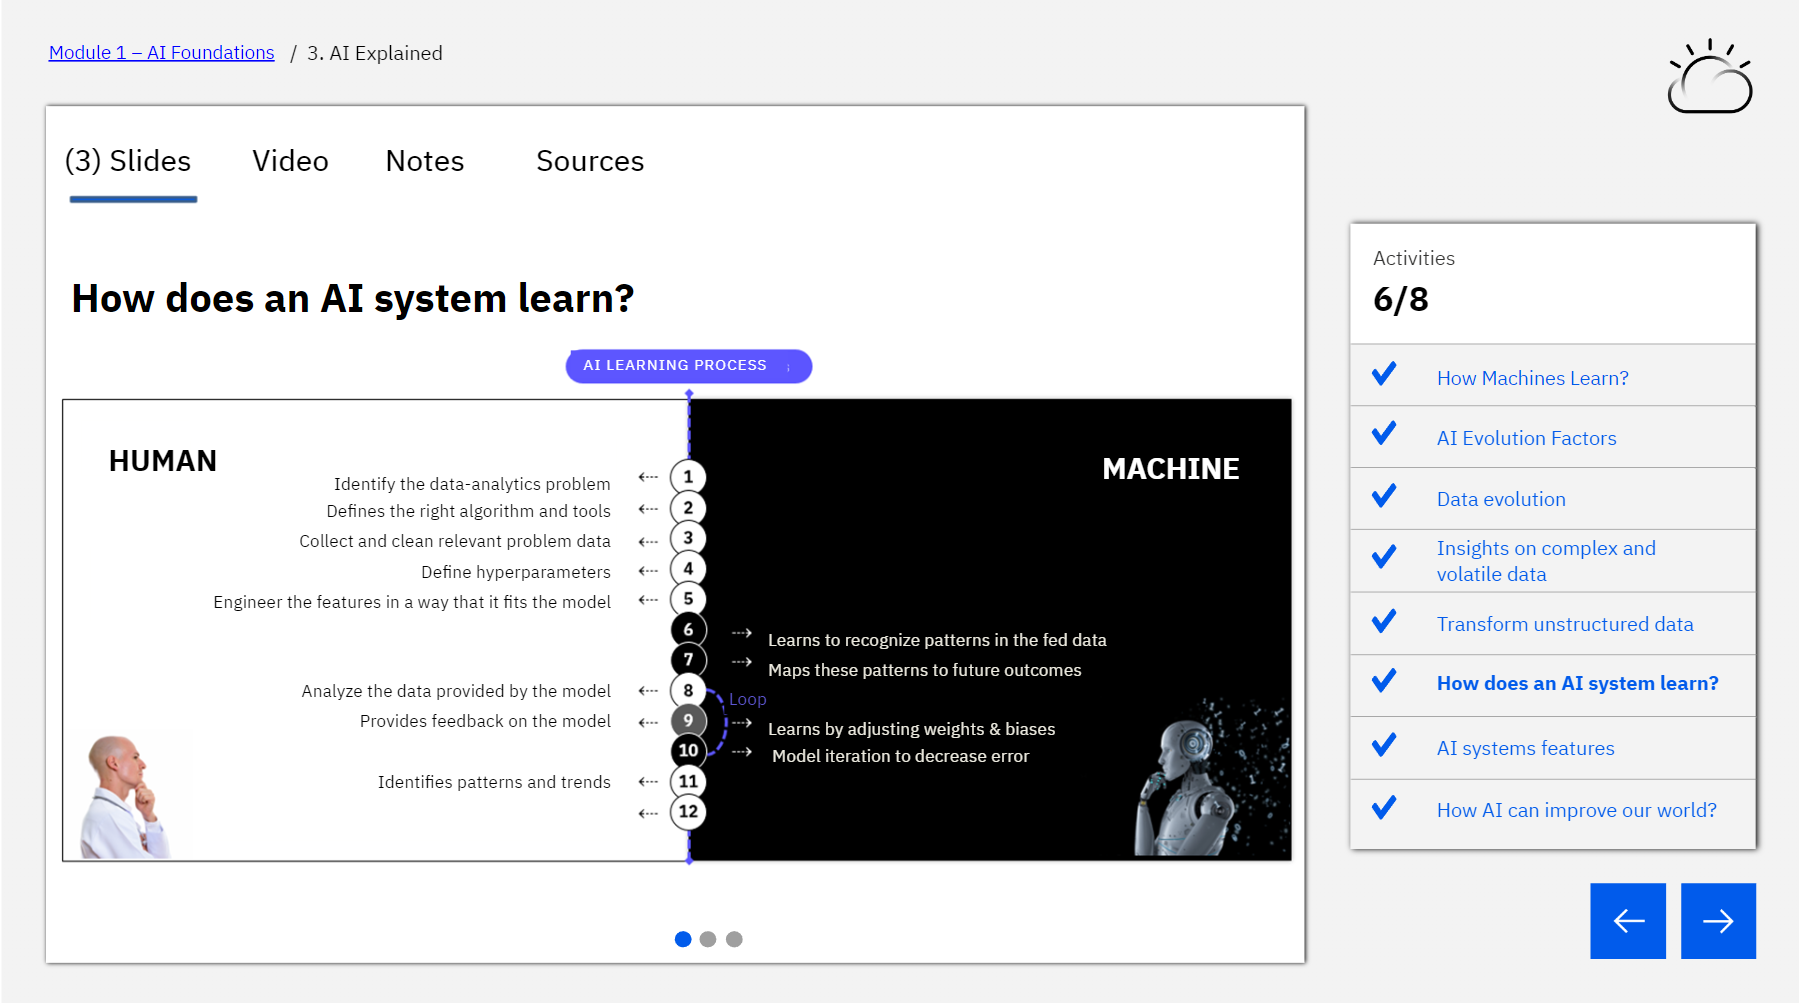 Module 1 – AI Foundations / 3. AI Explained
(3) Slides Video Notes Sources
How does an AI system learn?
AI LEARNING PROCESS
HUMAN
MACHINE
Identify the data-analytics problem 1
Defines the right algorithm and tools 2
Collect and clean relevant problem data 3
Define hyperparameters 4
Engineer the features in a way that it fits the model 5
6 Learns to recognize patterns in the fed data
7 Maps these patterns to future outcomes
Analyze the data provided by the model 8
Loop
Provides feedback on the model 9 Learns by adjusting weights & biases
10 Model iteration to decrease error
Identifies patterns and trends 11
12
Activities
6/8
How Machines Learn?
AI Evolution Factors
Data evolution
Insights on complex and
volatile data
Transform unstructured data
How does an AI system learn?
AI systems features
How AI can improve our world?